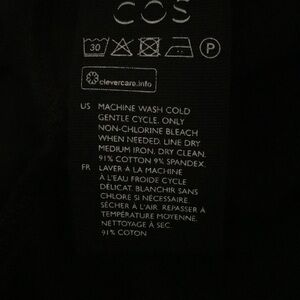 COS
30 P
clevercare.info
US MACHINE WASH COLD
GENTLE CYCLE. ONLY
NON-CHLORINE BLEACH
WHEN NEEDED. LINE DRY
MEDIUM IRON. DRY CLEAN.
91% COTTON 9% SPANDEX.
FR LAVER À LA MACHINE
À L'EAU FROIDE CYCLE
DÉLICAT. BLANCHIR SANS
CHLORE SI NÉCESSAIRE
SÉCHER À L'AIR. REPASSER À
TEMPÉRATURE MOYENNE.
NETTOYAGE À SEC.
91% COTON